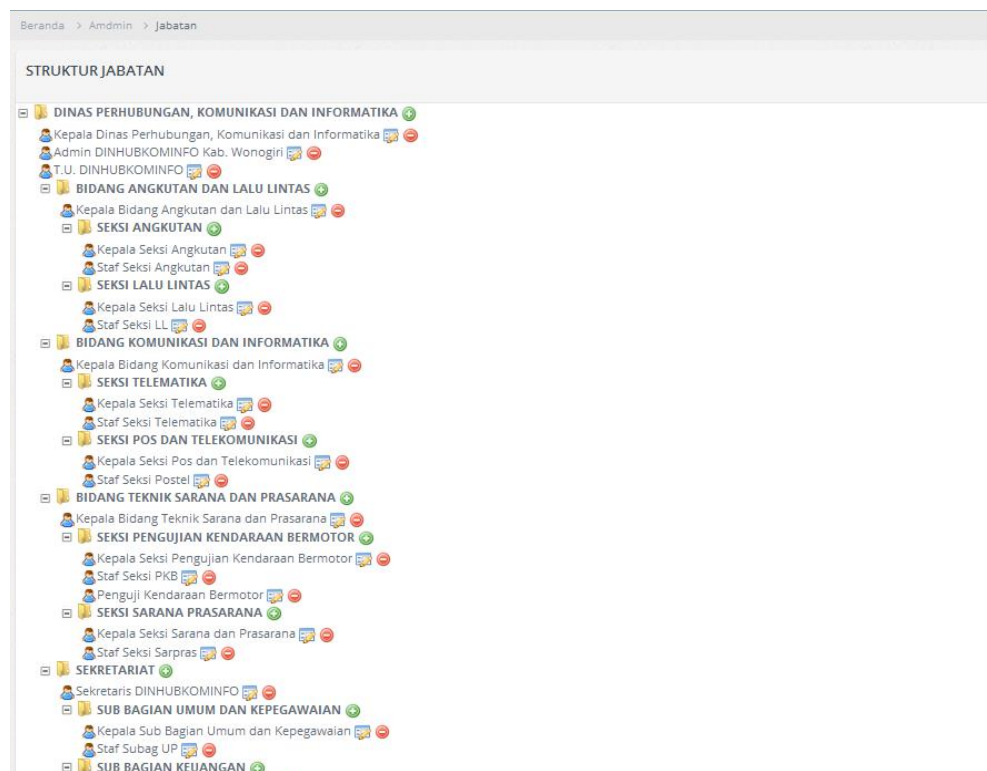 Beranda > Amdmin > Jabatan
STRUKTUR JABATAN
DINAS PERHUBUNGAN, KOMUNIKASI DAN INFORMATIKA
Kepala Dinas Perhubungan, Komunikasi dan Informatika
Admin DINHUBKOMINFO Kab. Wonogiri
T.U. DINHUBKOMINFO
BIDANG ANGKUTAN DAN LALU LINTAS
Kepala Bidang Angkutan dan Lalu Lintas
SEKSI ANGKUTAN
Kepala Seksi Angkutan
Staf Seksi Angkutan
SEKSI LALU LINTAS
Kepala Seksi Lalu Lintas
Staf Seksi LL
BIDANG KOMUNIKASI DAN INFORMATIKA
Kepala Bidang Komunikasi dan Informatika
SEKSI TELEMATIKA
Kepala Seksi Telematika
Staf Seksi Telematika
SEKSI POS DAN TELEKOMUNIKASI
Kepala Seksi Pos dan Telekomunikasi
Staf Seksi Postel
BIDANG TEKNIK SARANA DAN PRASARANA
Kepala Bidang Teknik Sarana dan Prasarana
SEKSI PENGUJIAN KENDARAAN BERMOTOR
Kepala Seksi Pengujian Kendaraan Bermotor
Staf Seksi PKB
Penguji Kendaraan Bermotor
SEKSI SARANA PRASARANA
Kepala Seksi Sarana dan Prasarana
Staf Seksi Sarpras
SEKRETARIAT
Sekretaris DINHUBKOMINFO
SUB BAGIAN UMUM DAN KEPEGAWAIAN
Kepala Sub Bagian Umum dan Kepegawaian
Staf Subag UP
SUB BAGIAN KEUANGAN